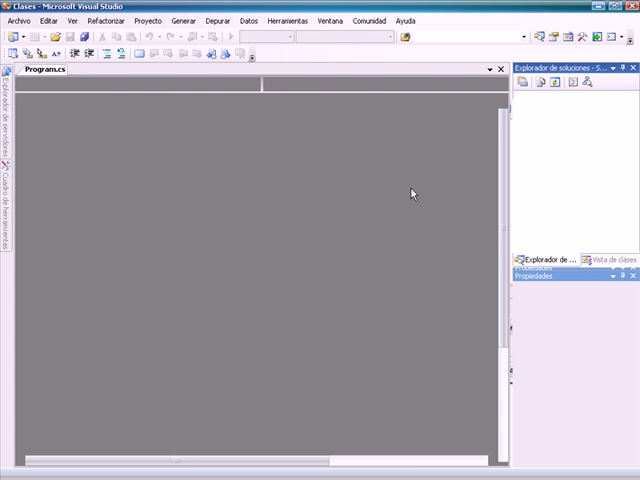 Clases - Microsoft Visual Studio
Archivo Editar Ver Refactorizar Proyecto Generar Depurar Datos Herramientas Ventana Comunidad Ayuda
Program.cs
Explorador de soluciones - S...
Explorador de servidores
Cuadro de herramientas
Explorador de ... Vista de clases
Propiedades
Propiedades